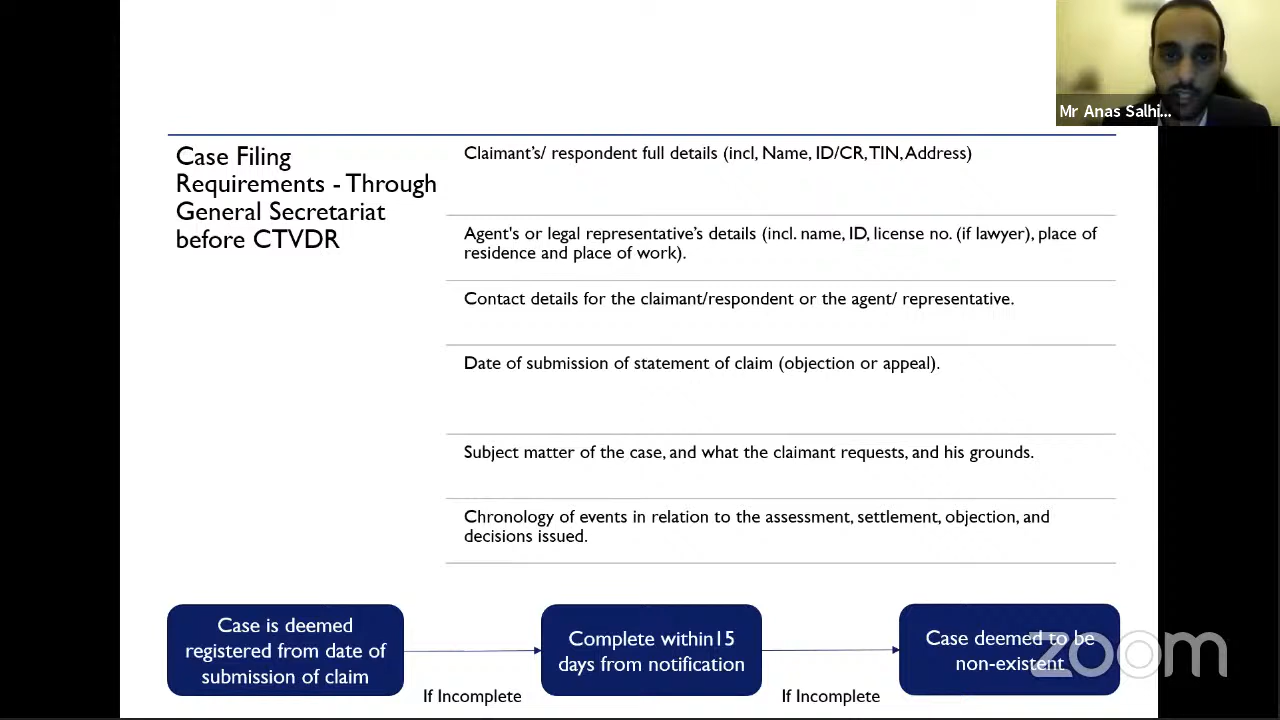 Mr Anas Salhi...
Case Filing
Requirements - Through
General Secretariat
before CTVDR
Claimant's/ respondent full details (incl, Name, ID/CR, TIN, Address)
Agent's or legal representative's details (incl. name, ID, license no. (if lawyer), place of
residence and place of work).
Contact details for the claimant/respondent or the agent/ representative.
Date of submission of statement of claim (objection or appeal).
Subject matter of the case, and what the claimant requests, and his grounds.
Chronology of events in relation to the assessment, settlement, objection, and
decisions issued.
Case is deemed
registered from date of
submission of claim
If Incomplete
Complete within15
days from notification
If Incomplete
Case deemed to be
non-existent
zoom